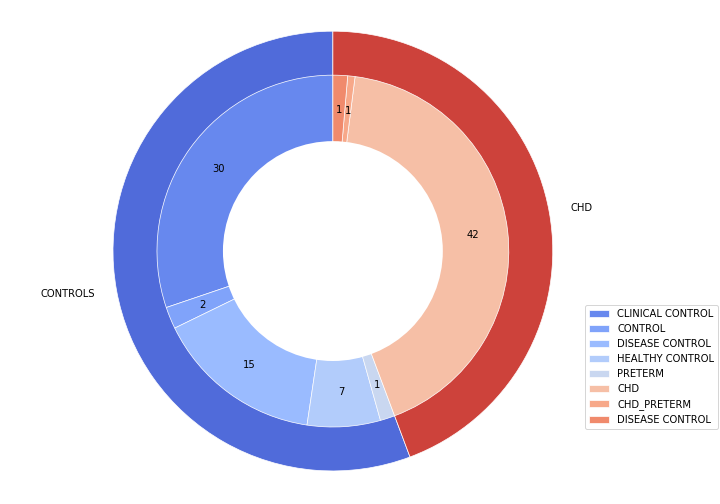 1
1
30
CHD
42
CONTROLS
2
CLINICAL CONTROL
CONTROL
DISEASE CONTROL
HEALTHY CONTROL
PRETERM
CHD
CHD_PRETERM
DISEASE CONTROL
15
1
7